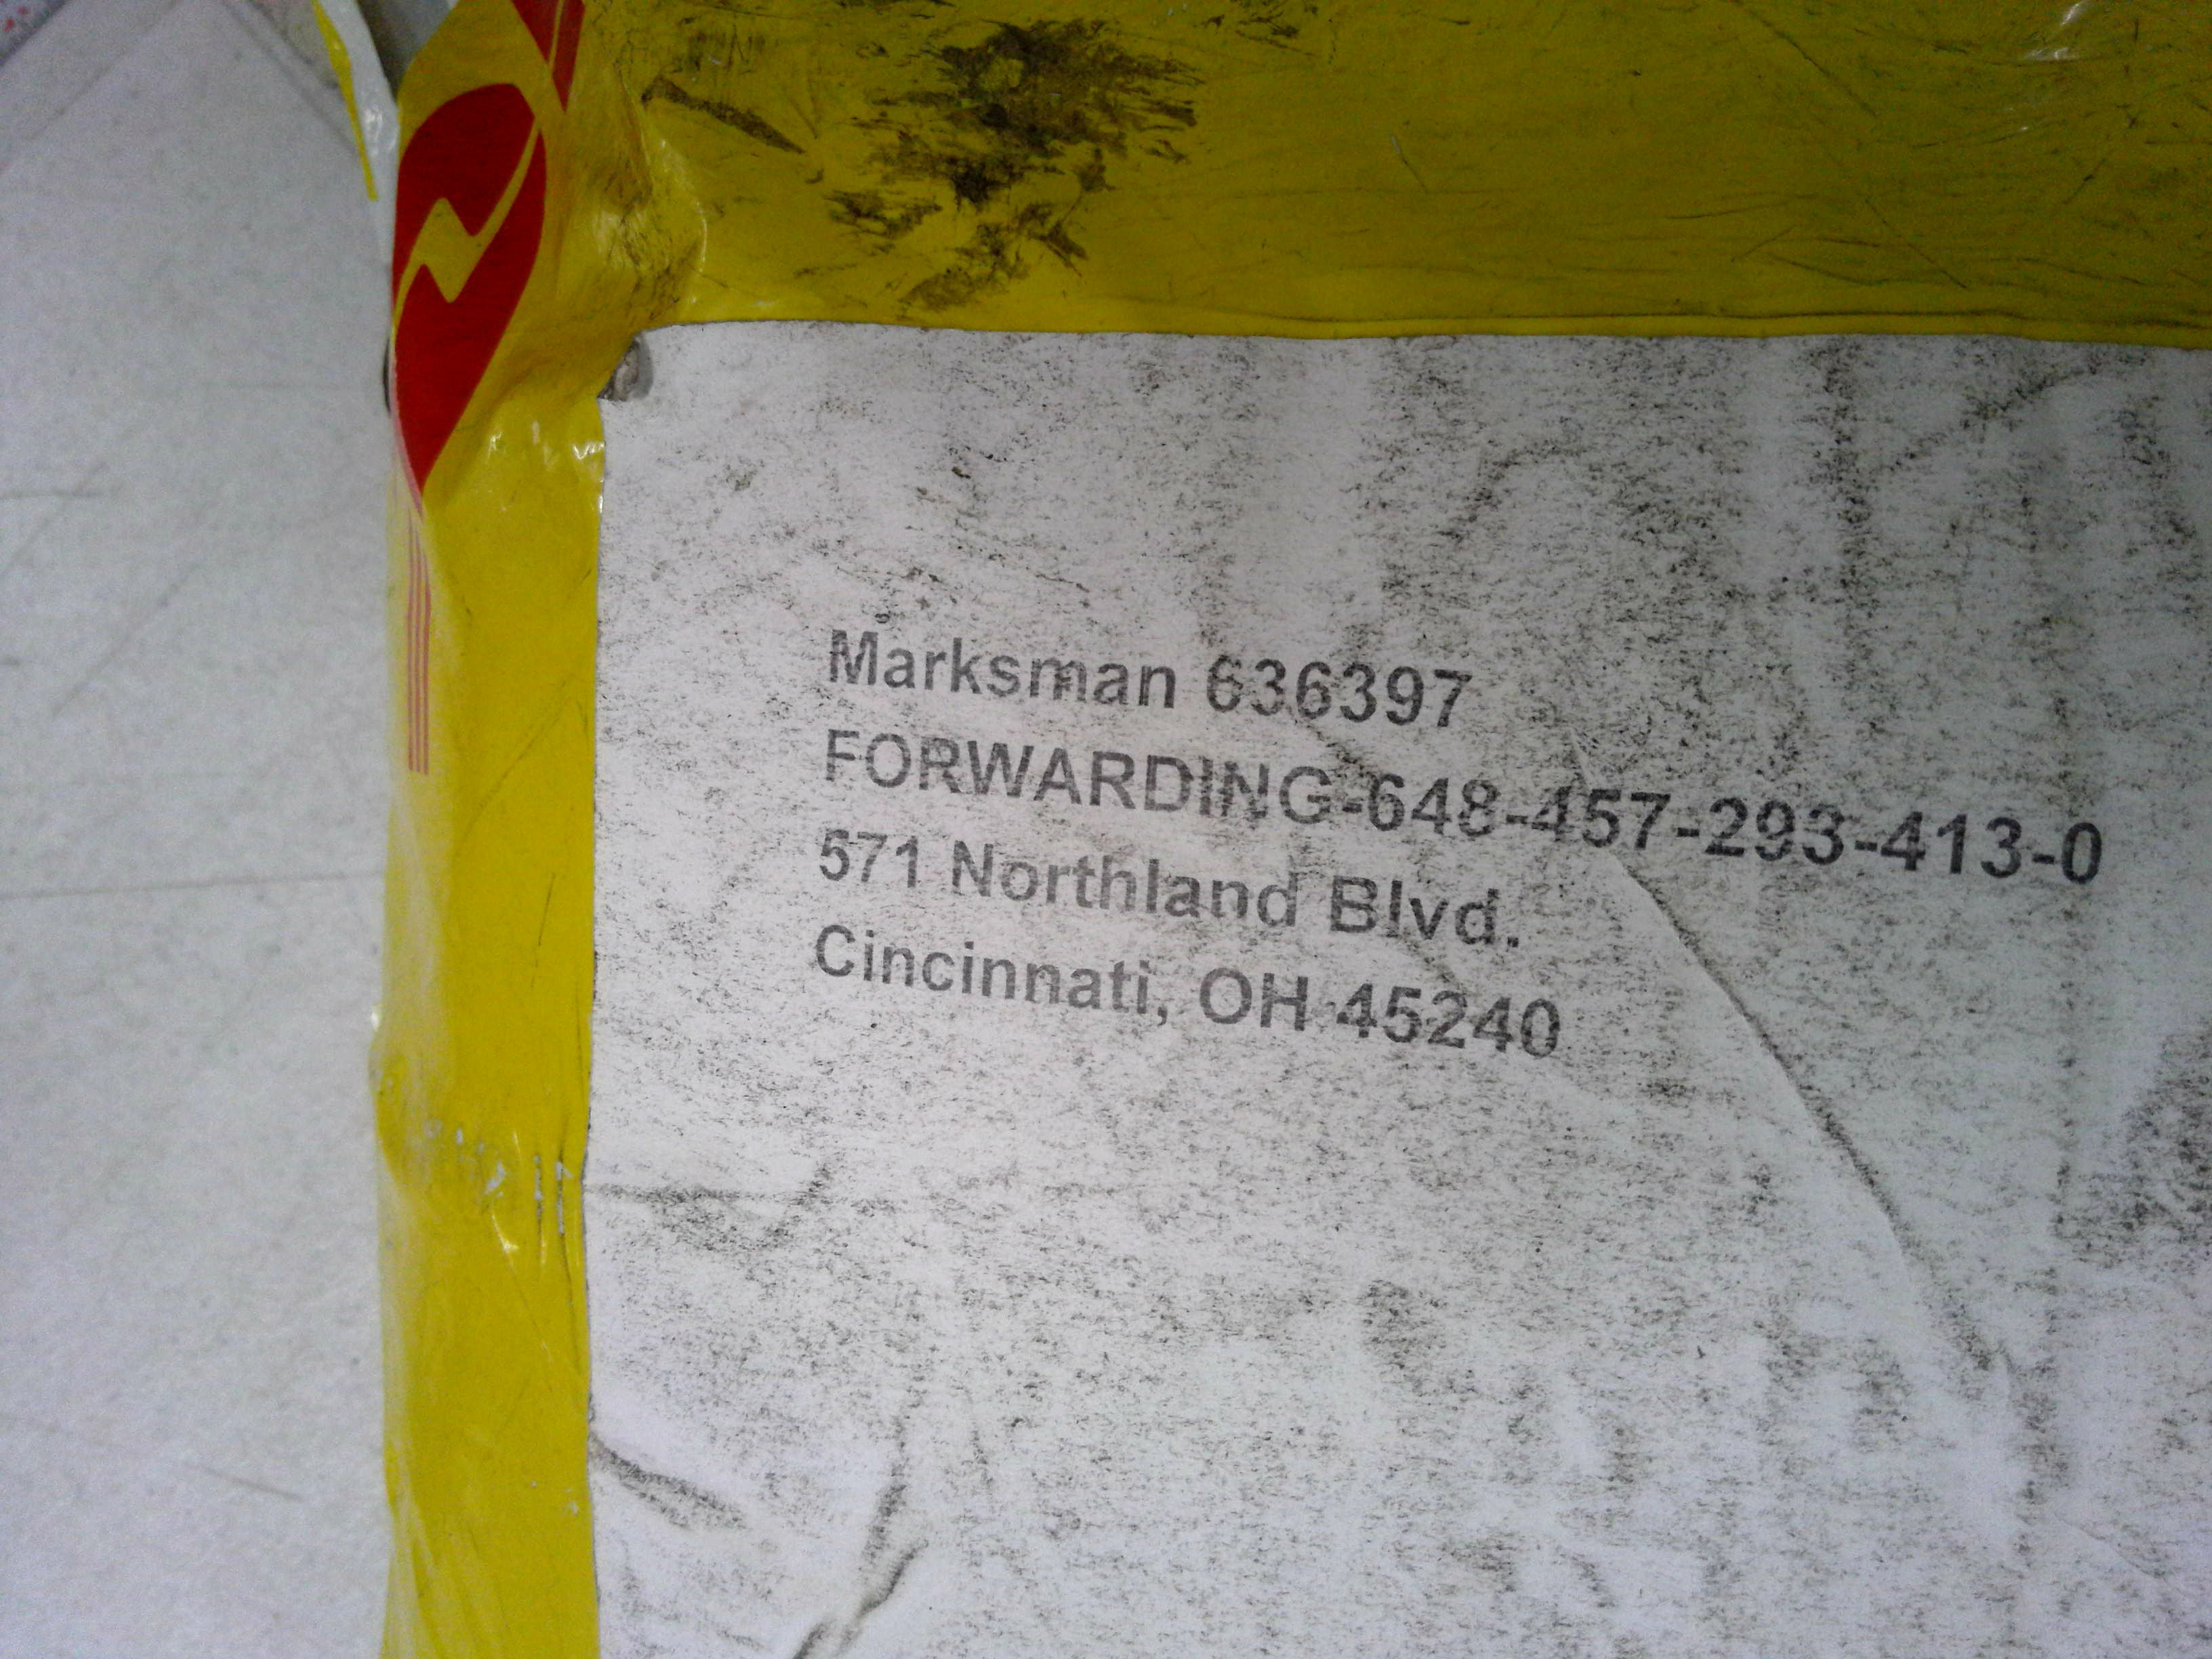 Marksman 636397
FORWARDING-648-457-293-413-0
571 Northland Blvd.
Cincinnati, OH 45240